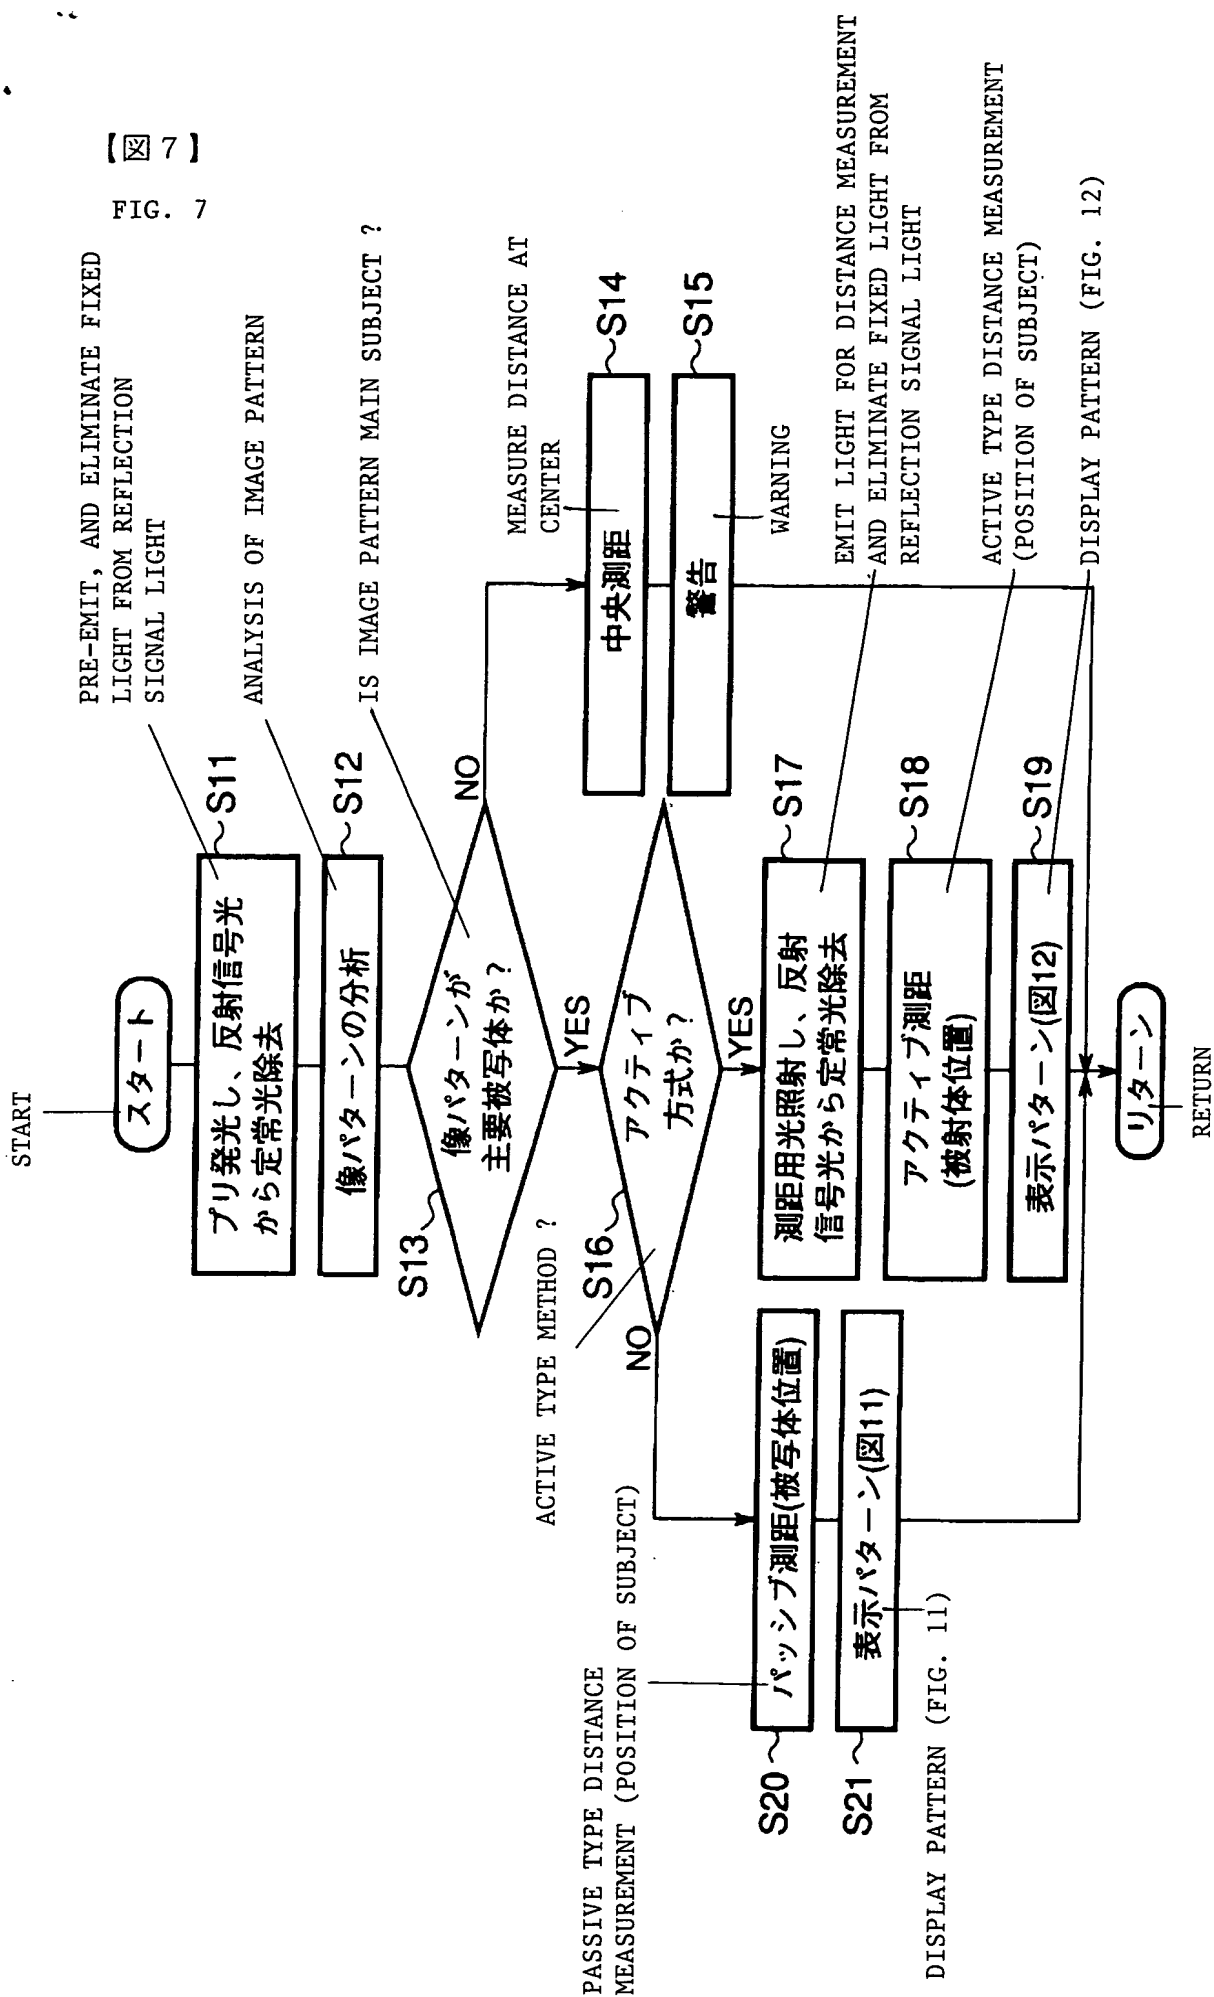 【図7】
FIG. 7
START
スタート
PRE-EMIT, AND ELIMINATE FIXED
LIGHT FROM REFLECTION
SIGNAL LIGHT
S11
プリ発光し、反射信号光
から定常光除去
ANALYSIS OF IMAGE PATTERN
S12
像パターンの分析
IS IMAGE PATTERN MAIN SUBJECT ?
S13
像パターンが
主要被写体か?
NO
YES
MEASURE DISTANCE AT
CENTER
S14
中央測距
S15
警告
WARNING
ACTIVE TYPE METHOD ?
S16
アクティブ
方式か?
NO
YES
EMIT LIGHT FOR DISTANCE MEASUREMENT
AND ELIMINATE FIXED LIGHT FROM
REFLECTION SIGNAL LIGHT
S17
測距用光照射し、反射
信号光から定常光除去
ACTIVE TYPE DISTANCE MEASUREMENT
(POSITION OF SUBJECT)
S18
アクティブ測距
(被射体位置)
DISPLAY PATTERN (FIG. 12)
S19
表示パターン(図12)
PASSIVE TYPE DISTANCE
MEASUREMENT (POSITION OF SUBJECT)
S20
パッシブ測距(被写体位置)
S21
表示パターン(図11)
DISPLAY PATTERN (FIG. 11)
リターン
RETURN